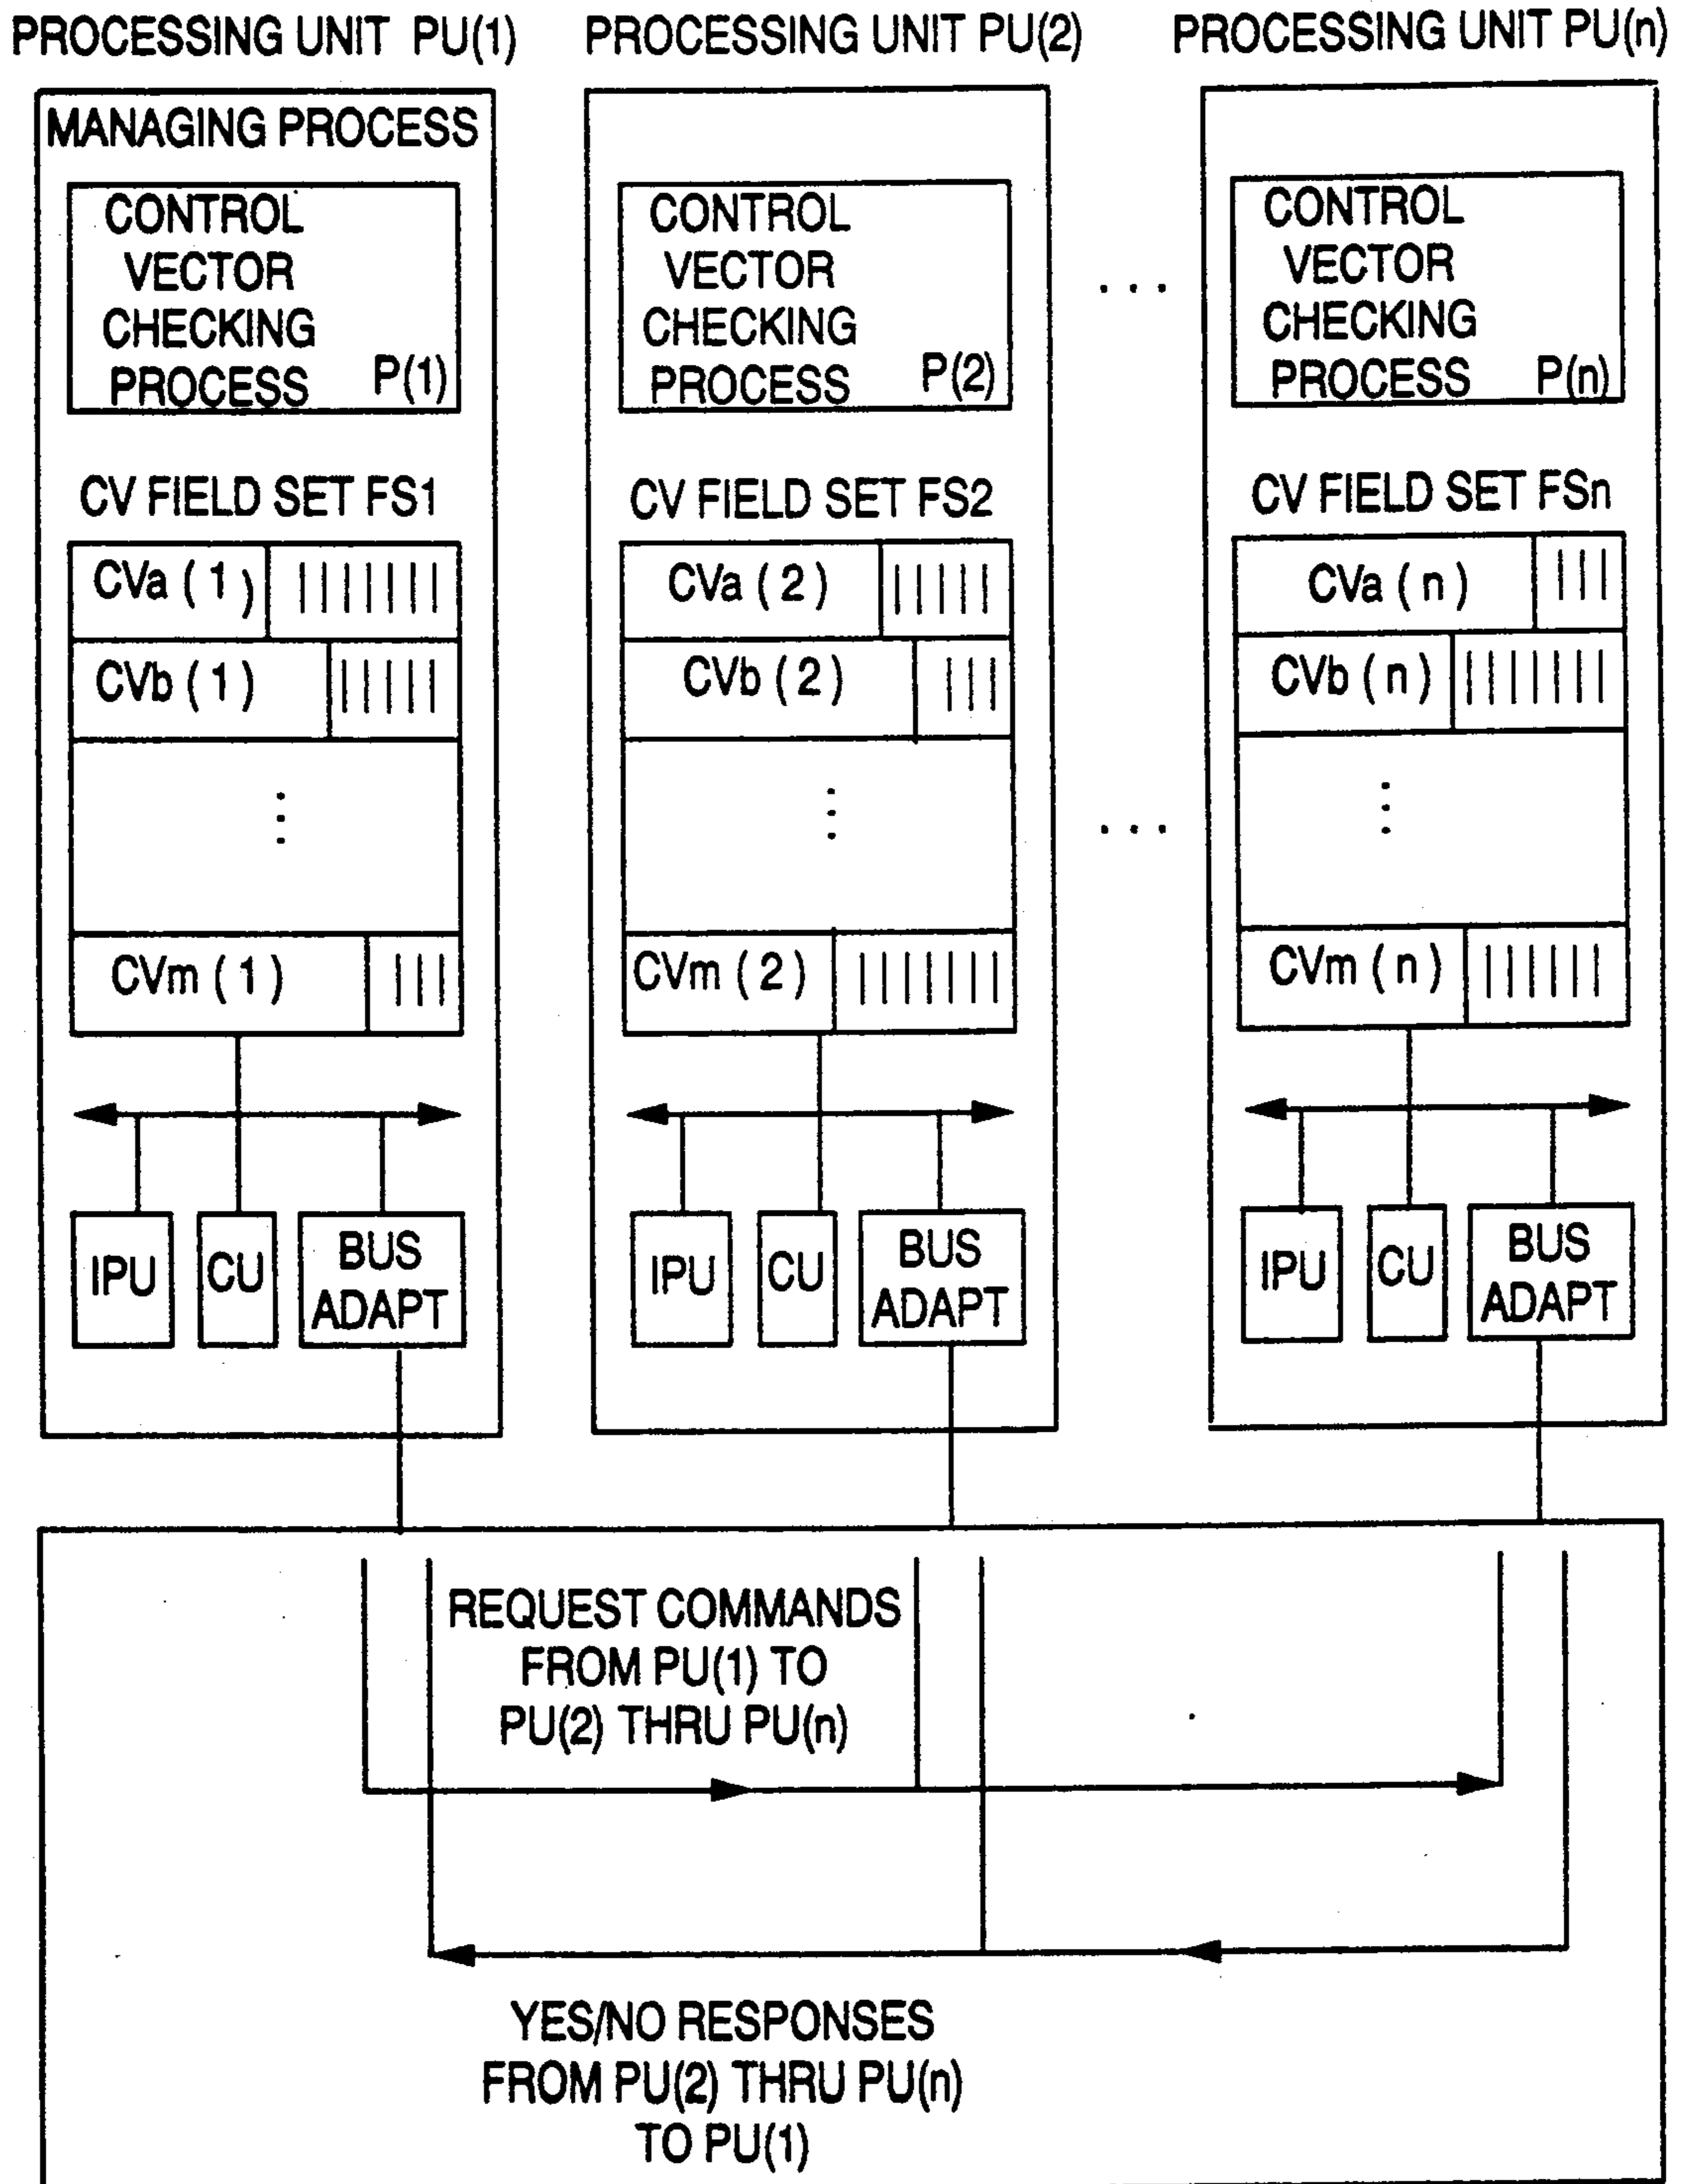 PROCESSING UNIT PU(1)
MANAGING PROCESS
CONTROL
VECTOR
CHECKING
PROCESS P(1)
CV FIELD SET FS1
CVa ( 1 )
CVb ( 1 )
CVm ( 1 )
IPU
CU
BUS
ADAPT
PROCESSING UNIT PU(2)
CONTROL
VECTOR
CHECKING
PROCESS P(2)
CV FIELD SET FS2
CVa ( 2 )
CVb ( 2 )
CVm ( 2 )
IPU
CU
BUS
ADAPT
PROCESSING UNIT PU(n)
CONTROL
VECTOR
CHECKING
PROCESS P(n)
CV FIELD SET FSn
CVa ( n )
CVb ( n )
CVm ( n )
IPU
CU
BUS
ADAPT
REQUEST COMMANDS
FROM PU(1) TO
PU(2) THRU PU(n)
YES/NO RESPONSES
FROM PU(2) THRU PU(n)
TO PU(1)